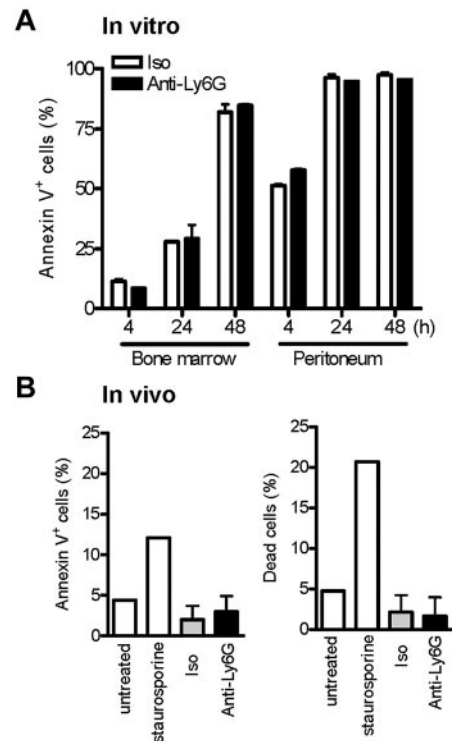 A In vitro
Iso
Anti-Ly6G
Annexin V+ cells (%)
100
75
50
25
0
4 24 48 4 24 48 (h)
Bone marrow Peritoneum
B In vivo
Annexin V+ cells (%)
25
20
15
10
5
0
untreated
staurosporine
Iso
Anti-Ly6G
Dead cells (%)
25
20
15
10
5
0
untreated
staurosporine
Iso
Anti-Ly6G